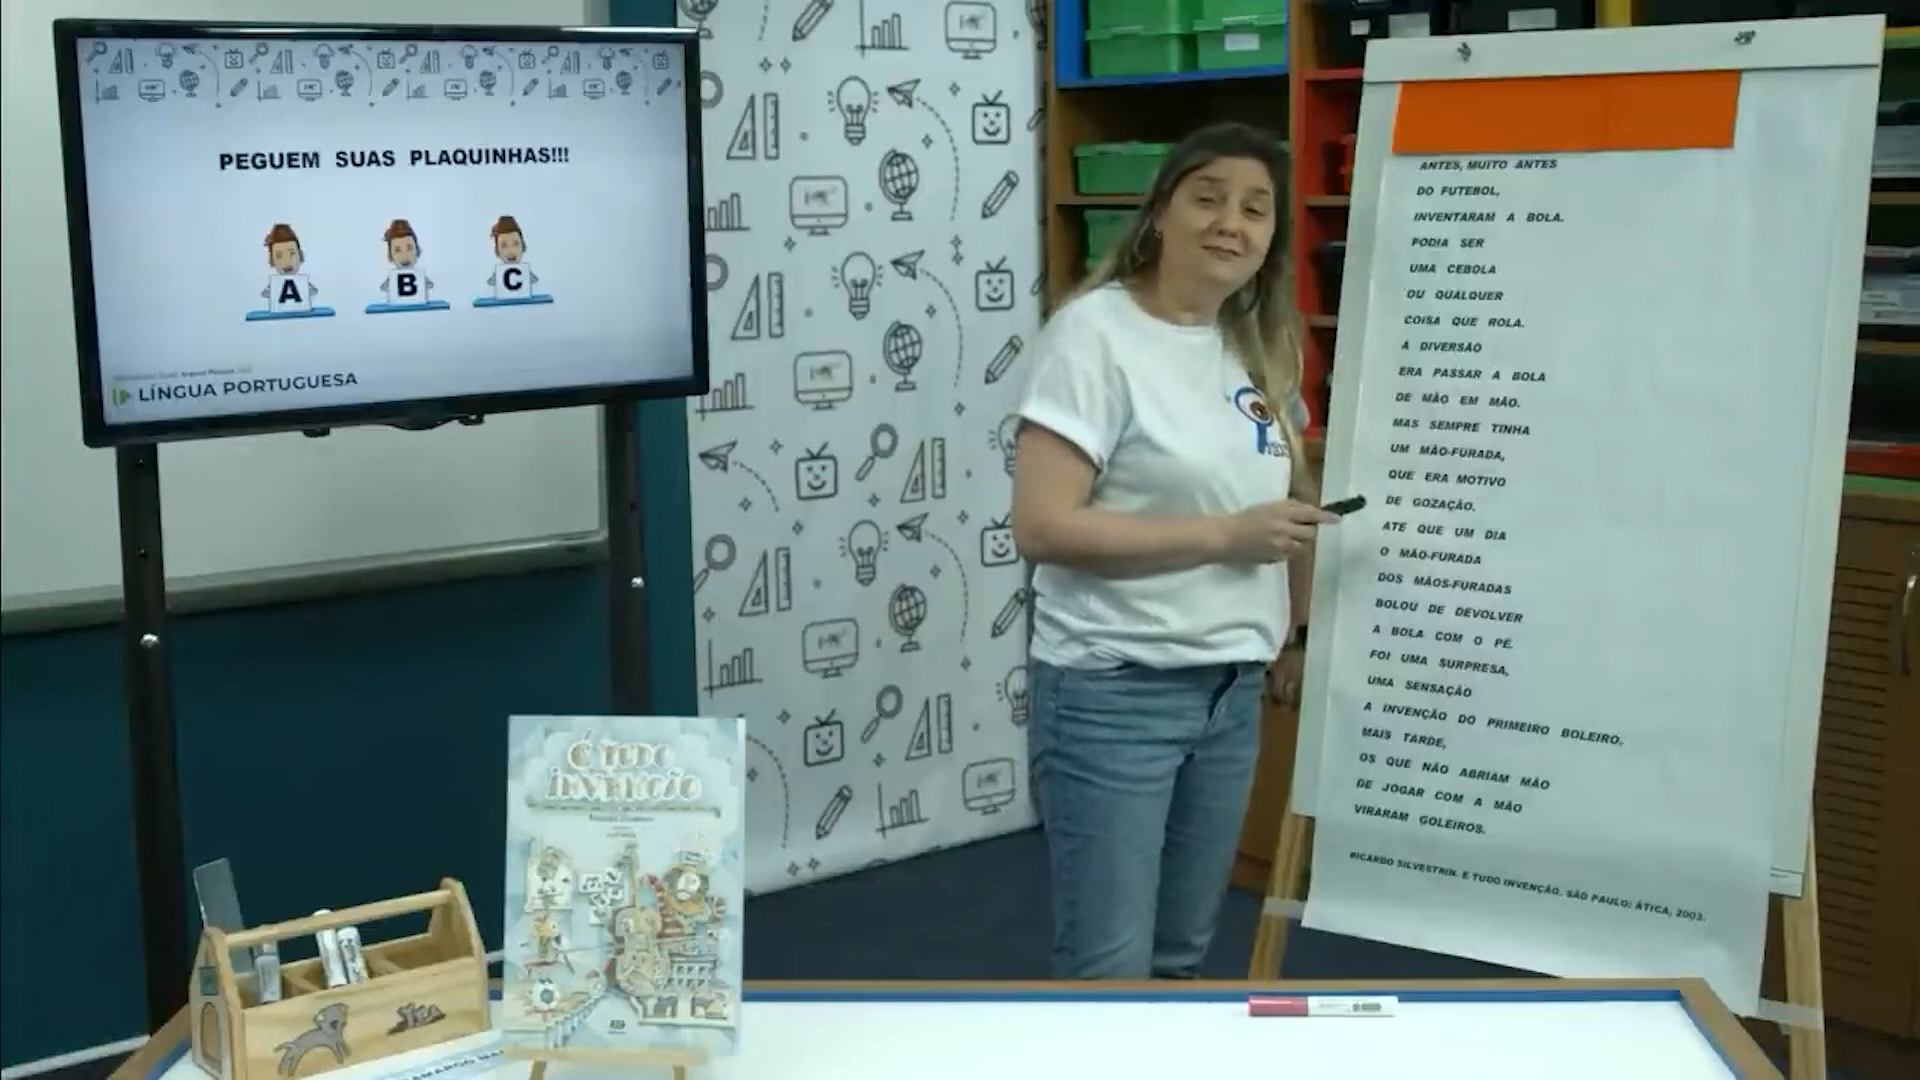 PEGUEM SUAS PLAQUINHAS!!!
A
B
C
LÍNGUA PORTUGUESA
É TUDO
INVENÇÃO
ANTES, MUITO ANTES
DO FUTEBOL,
INVENTARAM A BOLA.
PODIA SER
UMA CEBOLA
OU QUALQUER
COISA QUE ROLA.
A DIVERSÃO
ERA PASSAR A BOLA
DE MÃO EM MÃO.
MAS SEMPRE TINHA
UM MÃO-FURADA,
QUE ERA MOTIVO
DE GOZAÇÃO.
ATÉ QUE UM DIA
O MÃO-FURADA
DOS MÃOS-FURADAS
BOLOU DE DEVOLVER
A BOLA COM O PÉ.
FOI UMA SURPRESA,
UMA SENSAÇÃO
A INVENÇÃO DO PRIMEIRO BOLEIRO.
MAIS TARDE,
OS QUE NÃO ABRIAM MÃO
DE JOGAR COM A MÃO
VIRARAM GOLEIROS.
RICARDO SILVESTRIN. É TUDO INVENÇÃO. SÃO PAULO: ÁTICA, 2003.